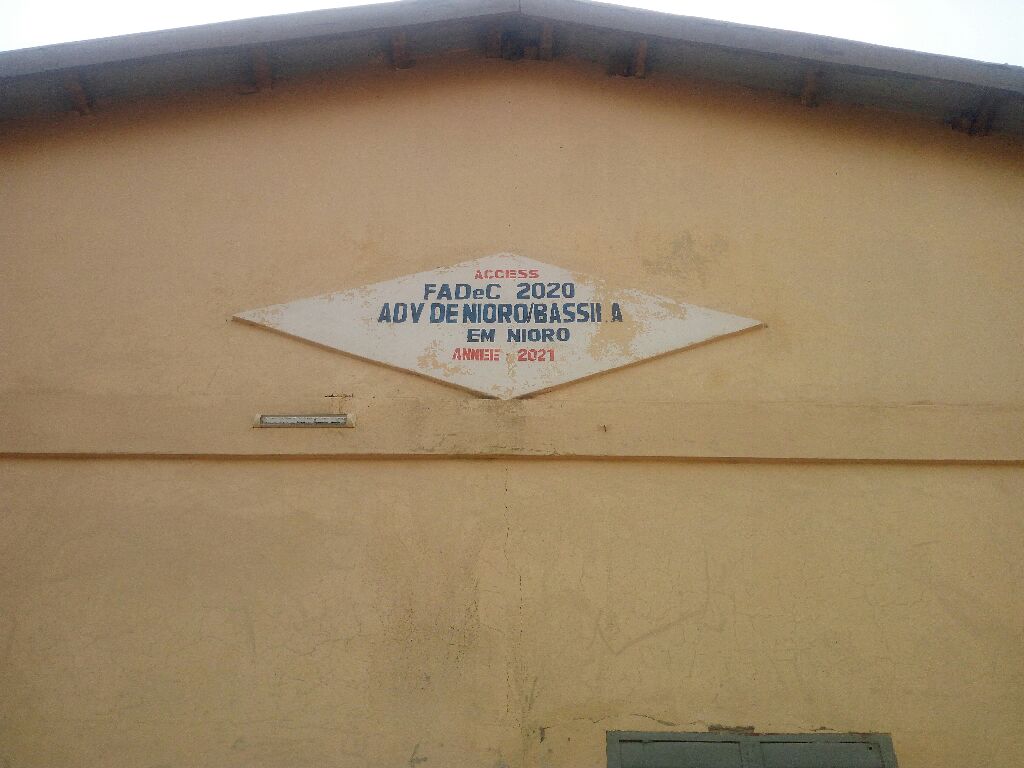 ACCESS
FADeC 2020
ADV DE NIORO/BASSILA
EM NIORO
ANNEE 2021